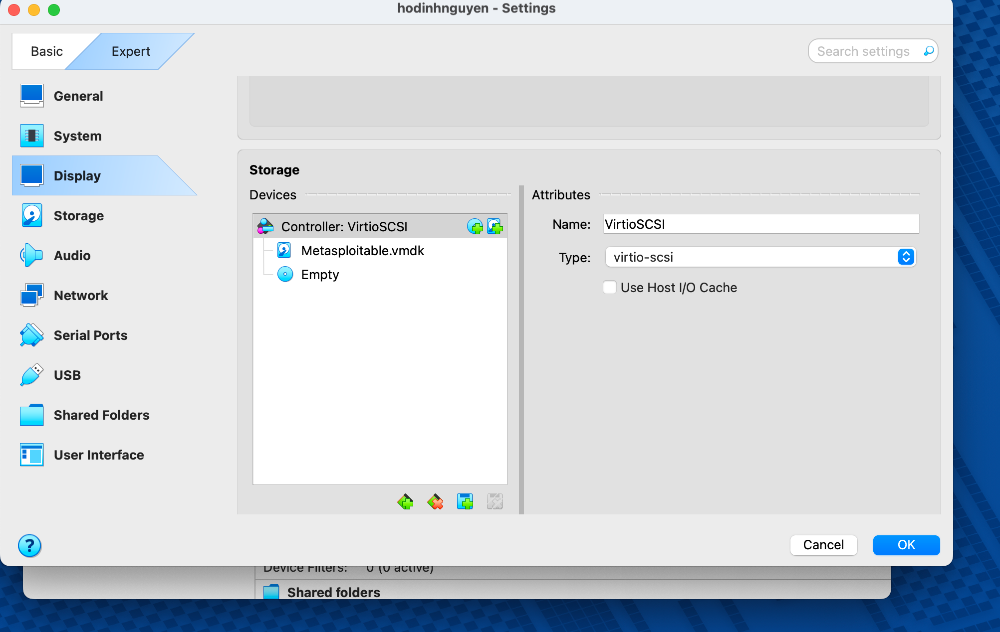 hodinhnguyen - Settings
Basic
Expert
Search settings
General
System
Display
Storage
Audio
Network
Serial Ports
USB
Shared Folders
User Interface
Storage
Devices
Controller: VirtioSCSI
Metasploitable.vmdk
Empty
Attributes
Name: VirtioSCSI
Type: virtio-scsi
Use Host I/O Cache
?
Cancel
OK
Device Filters: 0 (0 active)
Shared folders